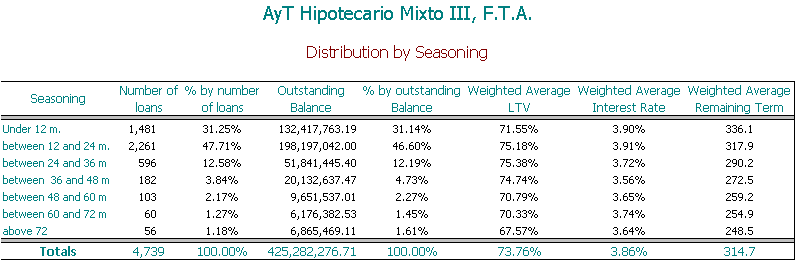 AyT Hipotecario Mixto III, F.T.A.
Distribution by Seasoning
Seasoning Number of loans % by number of loans Outstanding Balance % by outstanding Balance Weighted Average LTV Weighted Average Interest Rate Weighted Average Remaining Term
Under 12 m. 1,481 31.25% 132,417,763.19 31.14% 71.55% 3.90% 336.1
between 12 and 24 m. 2,261 47.71% 198,197,042.00 46.60% 75.18% 3.91% 317.9
between 24 and 36 m 596 12.58% 51,841,445.40 12.19% 75.38% 3.72% 290.2
between 36 and 48 m 182 3.84% 20,132,637.47 4.73% 74.74% 3.56% 272.5
between 48 and 60 m 103 2.17% 9,651,537.01 2.27% 70.79% 3.65% 259.2
between 60 and 72 m 60 1.27% 6,176,382.53 1.45% 70.33% 3.74% 254.9
above 72 56 1.18% 6,865,469.11 1.61% 67.57% 3.64% 248.5
Totals 4,739 100.00% 425,282,276.71 100.00% 73.76% 3.86% 314.7